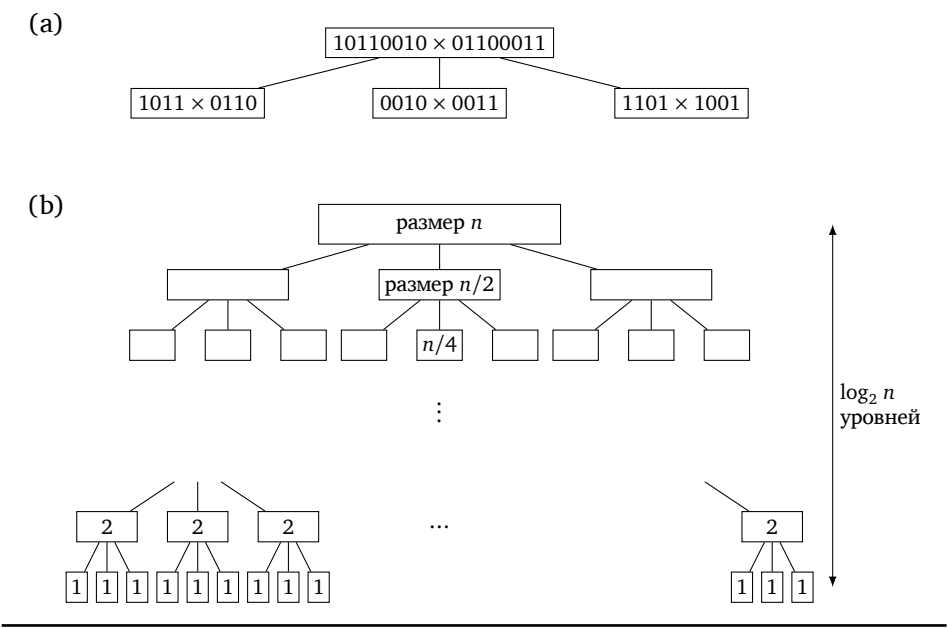 (a)
10110010 × 01100011
1011 × 0110 0010 × 0011 1101 × 1001
(b)
размер n
размер n/2
n/4
⋮
log₂ n
уровней
2 2 2 ... 2
1 1 1 1 1 1 1 1 1 1 1 1